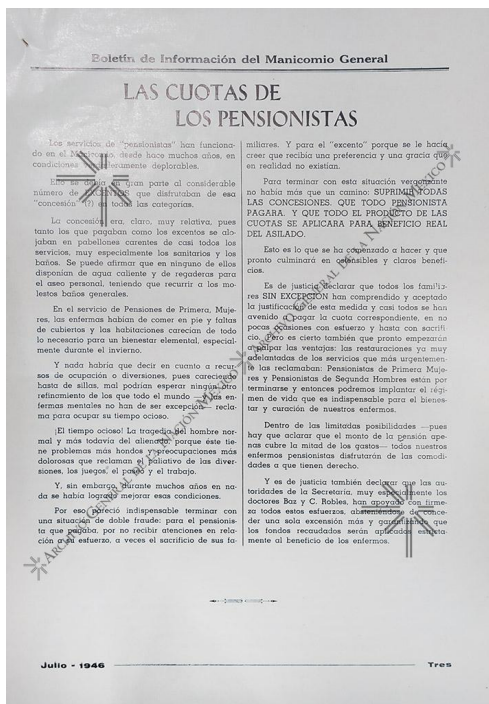 Boletín de Información del Manicomio General
LAS CUOTAS DE
LOS PENSIONISTAS
Los servicios de "pensionistas" han funciona-
do en el Manicomio, desde hace muchos años, en
condiciones verdaderamente deplorables.
Ello se debía en gran parte al considerable
número de EXCENTOS que disfrutaban de esa
"concesión" (?) en todas las categorías.
La concesión era, claro, muy relativa, pues
tanto los que pagaban como los excentos se alo-
jaban en pabellones carentes de casi todos los
servicios, muy especialmente los sanitarios y los
baños. Se puede afirmar que en ninguno de ellos
disponían de agua caliente y de regaderas para
el aseo personal, teniendo que recurrir a los mo-
lestos baños generales.
En el servicio de Pensiones de Primera, Muje-
res, las enfermas habían de comer en pie y faltas
de cubiertos y las habitaciones carecían de todo
lo necesario para un bienestar elemental, especial-
mente durante el invierno.
Y nada habría que decir en cuanto a recur-
sos de ocupación o diversiones, pues careciendo
hasta de sillas, mal podrían esperar ningún otro
refinamiento de los que todo el mundo —y los en-
fermos mentales no han de ser excepción— recla-
ma para ocupar su tiempo ocioso.
¡El tiempo ocioso! La tragedia del hombre nor-
mal y más todavía del alienado, porque éste tie-
ne problemas más hondos y preocupaciones más
dolorosas que reclaman el paliativo de las diver-
siones, los juegos, el paseo y el trabajo.
Y, sin embargo, durante muchos años en na-
da se había logrado mejorar esas condiciones.
Por eso pareció indispensable terminar con
una situación de doble fraude: para el pensionis-
ta que pagaba, por no recibir atenciones en rela-
ción a su esfuerzo, a veces el sacrificio de sus fa-
miliares. Y para el "excento" porque se le hacía
creer que recibía una preferencia y una gracia que
en realidad no existían.
Para terminar con esta situación vergonzante
no había más que un camino: SUPRIMIR TODAS
LAS CONCESIONES. QUE TODO PENSIONISTA
PAGARA. Y QUE TODO EL PRODUCTO DE LAS
CUOTAS SE APLICARA PARA BENEFICIO REAL
DEL ASILADO.
Esto es lo que se ha comenzado a hacer y que
pronto culminará en ostensibles y claros benefi-
cios.
Es de justicia declarar que todos los familia-
res SIN EXCEPCION han comprendido y aceptado
la justificación de esta medida y casi todos se han
avenido a pagar la cuota correspondiente, en no
pocas ocasiones con esfuerzo y hasta con sacrifi-
cio. Pero es cierto también que pronto empezarán
a palpar las ventajas: las restauraciones ya muy
adelantadas de los servicios que más urgentemen-
te las reclamaban: Pensionistas de Primera Muje-
res y Pensionistas de Segunda Hombres están por
terminarse y entonces podremos implantar el régi-
men de vida que es indispensable para el bienes-
tar y curación de nuestros enfermos.
Dentro de las limitadas posibilidades —pues
hay que aclarar que el monto de la pensión ape-
nas cubre la mitad de los gastos— todos nuestros
enfermos pensionistas disfrutarán de las comodi-
dades a que tienen derecho.
Y es de justicia también declarar que las au-
toridades de la Secretaría, muy especialmente los
doctores Baz y C. Robles, han apoyado con firme-
za todos estos esfuerzos, absteniéndose de conce-
der una sola excensión más y garantizando que
los fondos recaudados serán aplicados estricta-
mente al beneficio de los enfermos.
ARCHIVO GENERAL DE LA NACIÓN MÉXICO
ARCHIVO GENERAL DE LA NACIÓN MÉXICO
Julio - 1946
Tres